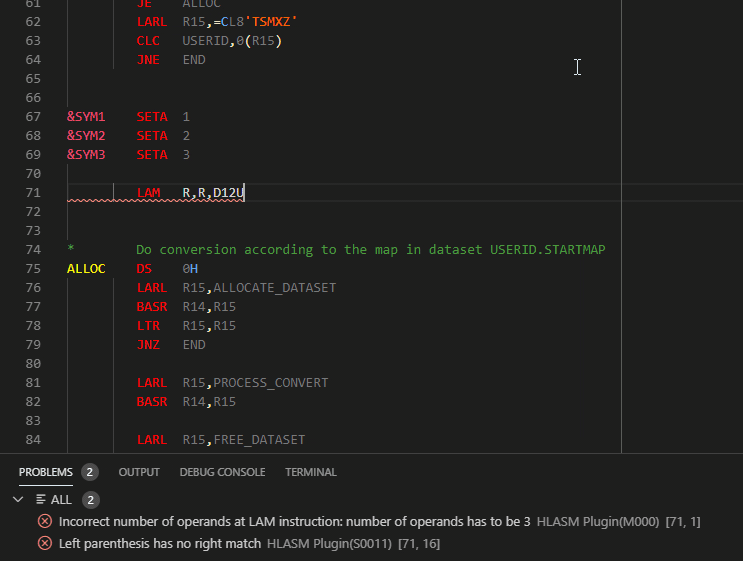 61 JE ALLOC
62 LARL R15,=CL8'TSMXZ'
63 CLC USERID,0(R15)
64 JNE END
65
66
67 &SYM1 SETA 1
68 &SYM2 SETA 2
69 &SYM3 SETA 3
70
71 LAM R,R,D12U
72
73
74 * Do conversion according to the map in dataset USERID.STARTMAP
75 ALLOC DS 0H
76 LARL R15,ALLOCATE_DATASET
77 BASR R14,R15
78 LTR R15,R15
79 JNZ END
80
81 LARL R15,PROCESS_CONVERT
82 BASR R14,R15
83
84 LARL R15,FREE_DATASET
PROBLEMS 2 OUTPUT DEBUG CONSOLE TERMINAL
ALL 2
Incorrect number of operands at LAM instruction: number of operands has to be 3 HLASM Plugin(M000) [71, 1]
Left parenthesis has no right match HLASM Plugin(S0011) [71, 16]